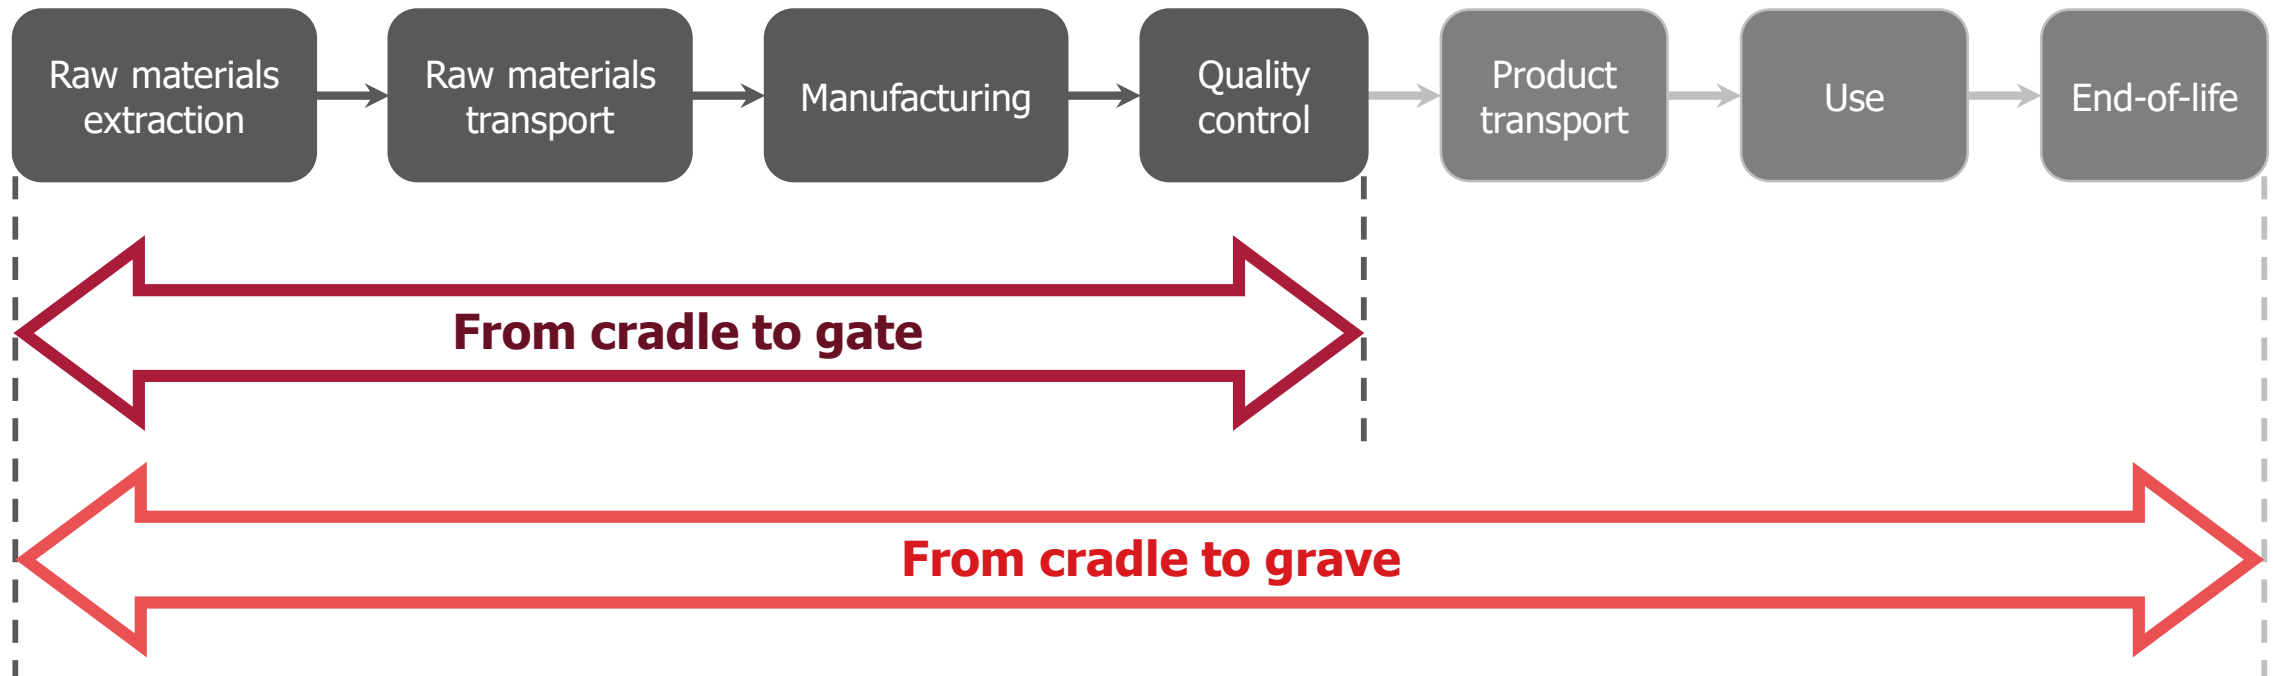 Raw materials
extraction
Raw materials
transport
Manufacturing
Quality
control
Product
transport
Use
End-of-life
From cradle to gate
From cradle to grave